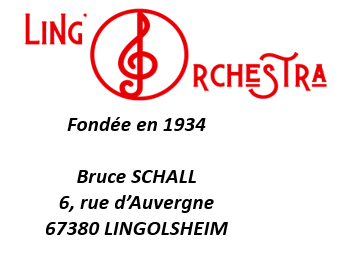 LING'ORCHESTRA
Fondée en 1934
Bruce SCHALL
6, rue d'Auvergne
67380 LINGOLSHEIM